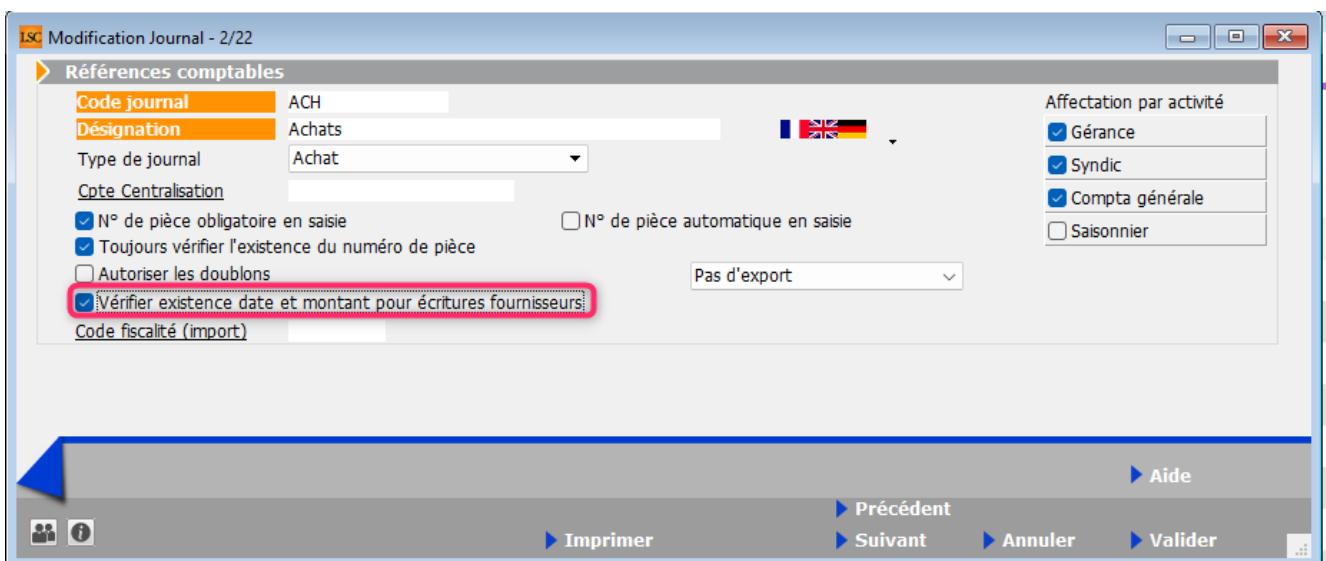 LSC Modification Journal - 2/22
Références comptables
Code journal ACH
Désignation Achats
Type de journal Achat
Cpte Centralisation
N° de pièce obligatoire en saisie N° de pièce automatique en saisie
Toujours vérifier l'existence du numéro de pièce
Autoriser les doublons Pas d'export
Vérifier existence date et montant pour écritures fournisseurs
Code fiscalité (import)
Affectation par activité
Gérance
Syndic
Compta générale
Saisonnier
Aide
Précédent
Imprimer Suivant Annuler Valider